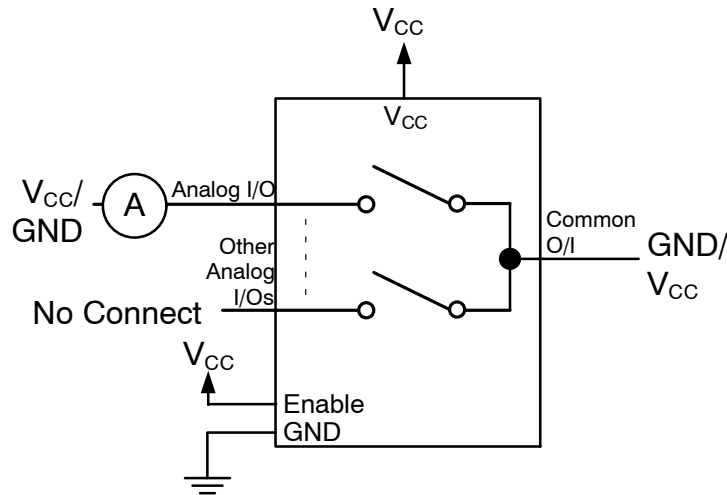 VCC
VCC
VCC/
GND
A
Analog I/O
Other
Analog
I/Os
No Connect
Common
O/I
GND/
VCC
VCC
Enable
GND